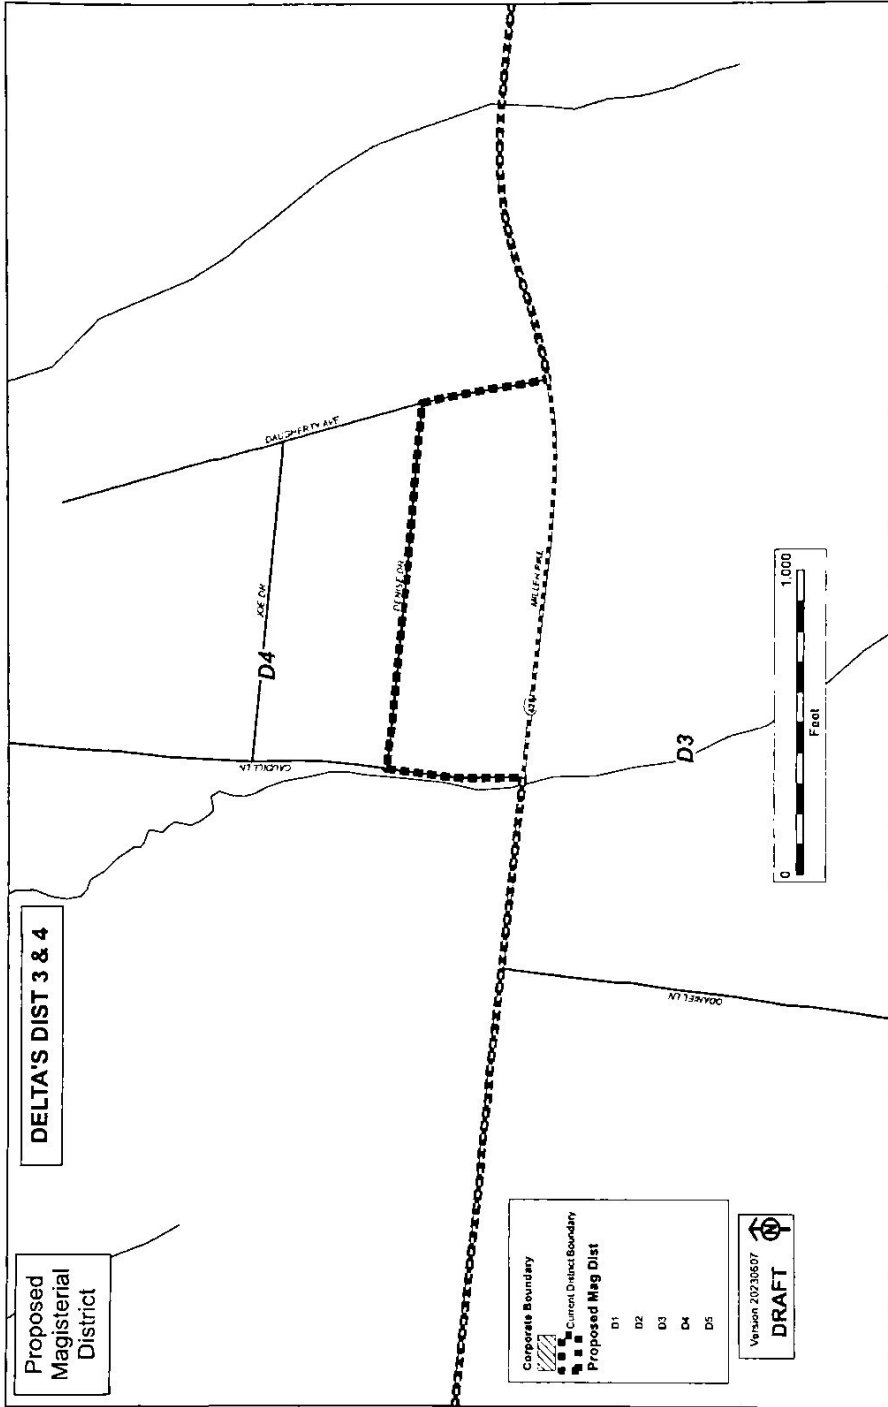 Proposed
Magisterial
District
DELTA'S DIST 3 & 4
CAUDILL LN
JOE DR
DAUGHERTY AVE
D4
DENISE DR
MILLER PIKE
D3
ODANIEL LN
Corporate Boundary
Current District Boundary
Proposed Mag Dist
D1
D2
D3
D4
D5
Version 20230607
DRAFT
N
0
1,000
Feet